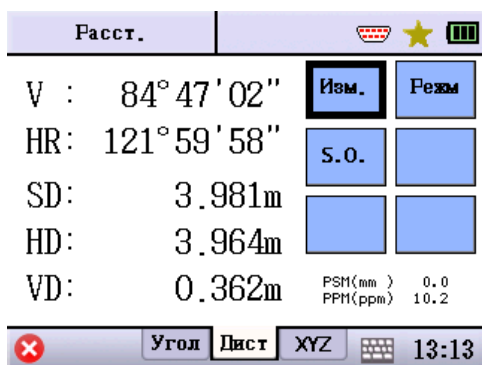 Расст.
V : 84°47'02"
HR: 121°59'58"
SD: 3.981m
HD: 3.964m
VD: 0.362m
Изм. Режм
S.O.
PSM(mm ) 0.0
PPM(ppm) 10.2
Угол Дист XYZ 13:13